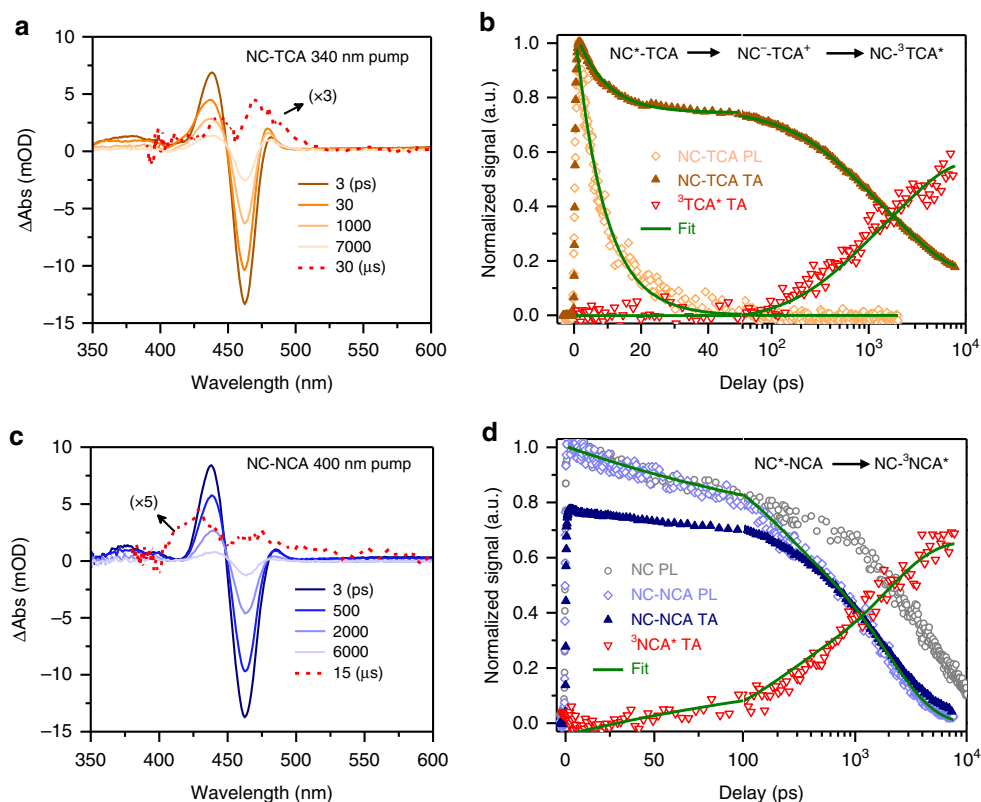 a
NC-TCA 340 nm pump
(×3)
3 (ps)
30
1000
7000
30 (μs)
ΔAbs (mOD)
10
5
0
−5
−10
−15
350 400 450 500 550 600
Wavelength (nm)
b
NC*-TCA → NC⁻-TCA⁺ → NC-³TCA*
NC-TCA PL
NC-TCA TA
³TCA* TA
Fit
Normalized signal (a.u.)
1.0
0.8
0.6
0.4
0.2
0.0
0 20 40 10² 10³ 10⁴
Delay (ps)
c
NC-NCA 400 nm pump
(×5)
3 (ps)
500
2000
6000
15 (μs)
ΔAbs (mOD)
10
5
0
−5
−10
−15
350 400 450 500 550 600
Wavelength (nm)
d
NC*-NCA → NC-³NCA*
NC PL
NC-NCA PL
NC-NCA TA
³NCA* TA
Fit
Normalized signal (a.u.)
1.0
0.8
0.6
0.4
0.2
0.0
0 50 100 10³ 10⁴
Delay (ps)